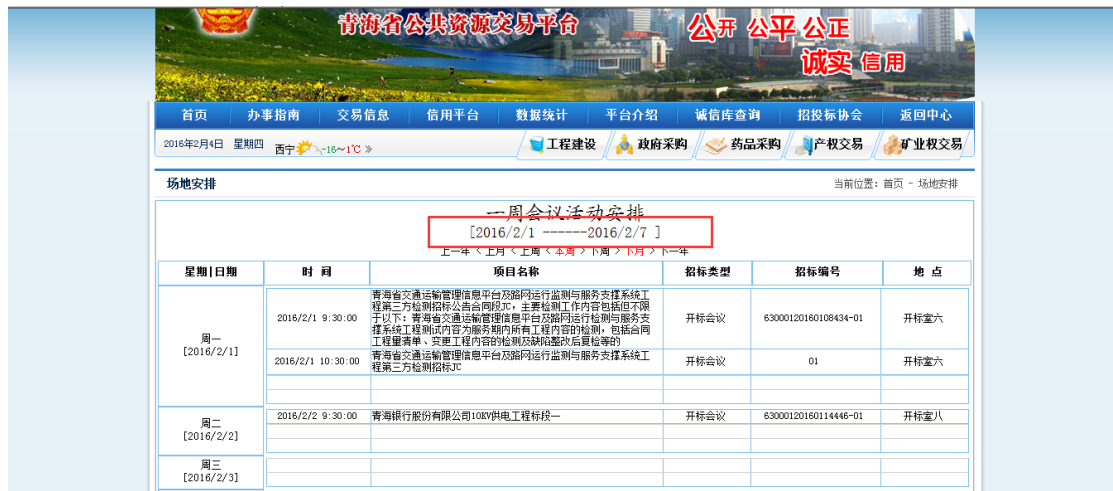 青海省公共资源交易平台
公开 公平 公正
诚实 信用
首页 办事指南 交易信息 信用平台 数据统计 平台介绍 诚信库查询 招投标协会 返回中心
2016年2月4日 星期四 西宁 -16~1℃ 工程建设 政府采购 药品采购 产权交易 矿业权交易
场地安排 当前位置: 首页 - 场地安排
一周会议活动安排
[2016/2/1 ------2016/2/7 ]
上一年 < 上月 < 上周 < 本周 > 下周 > 下月 > 下一年
星期|日期 时 间 项目名称 招标类型 招标编号 地 点
周一
[2016/2/1]
2016/2/1 9:30:00
青海省交通运输管理信息平台及路网运行监测与服务支撑系统工
程第三方检测招标公告合同段JC，主要检测工作内容包括但不限
于以下：青海省交通运输管理信息平台及路网运行检测与服务支
撑系统工程测试内容为服务期内所有工程内容的检测，包括合同
工程量清单、变更工程内容的检测及缺陷整改后复检等的
开标会议 63000120160108434-01 开标室六
2016/2/1 10:30:00
青海省交通运输管理信息平台及路网运行监测与服务支撑系统工
程第三方检测招标JC
开标会议 01 开标室六
周二
[2016/2/2]
2016/2/2 9:30:00 青海银行股份有限公司10KV供电工程标段一 开标会议 63000120160114446-01 开标室八
周三
[2016/2/3]